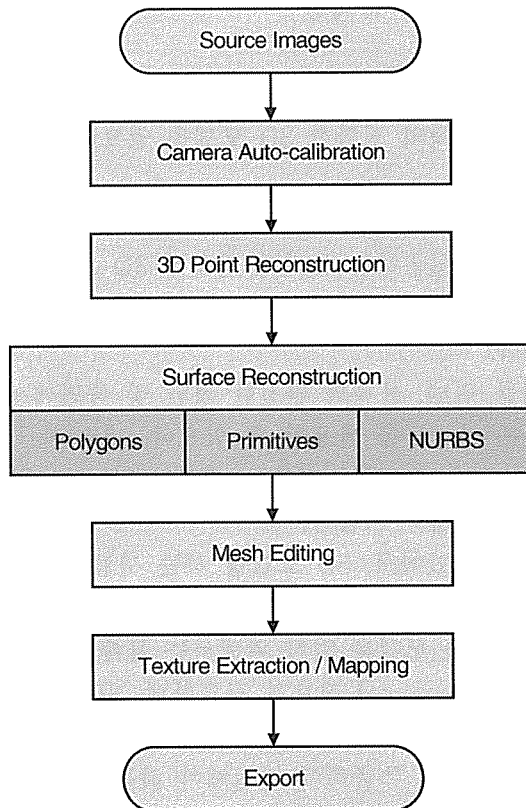 Source Images
Camera Auto-calibration
3D Point Reconstruction
Surface Reconstruction
Polygons Primitives NURBS
Mesh Editing
Texture Extraction / Mapping
Export